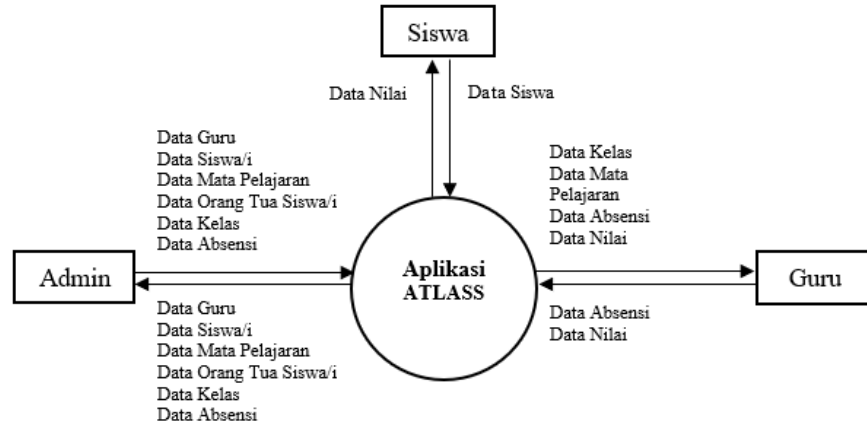 Siswa
Data Nilai
Data Siswa
Data Guru
Data Siswa/i
Data Mata Pelajaran
Data Orang Tua Siswa/i
Data Kelas
Data Absensi
Data Kelas
Data Mata
Pelajaran
Data Absensi
Data Nilai
Admin
Aplikasi
ATLASS
Guru
Data Guru
Data Siswa/i
Data Mata Pelajaran
Data Orang Tua Siswa/i
Data Kelas
Data Absensi
Data Absensi
Data Nilai